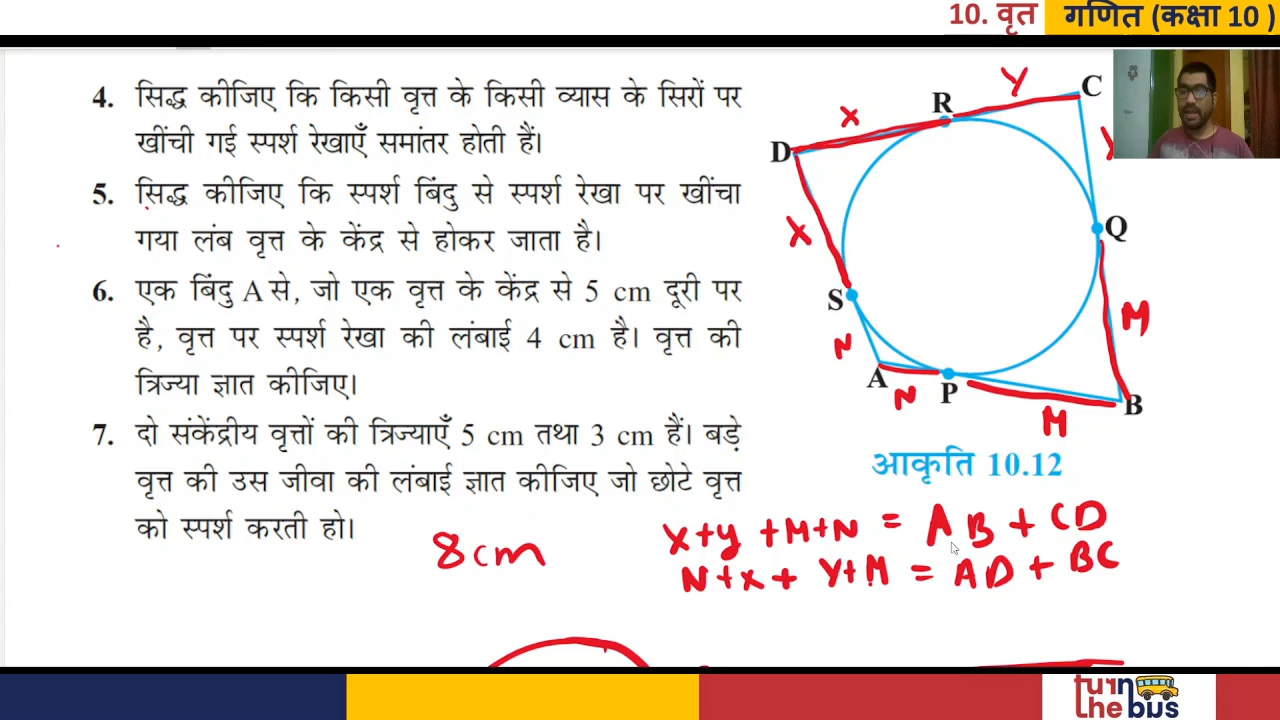 10. वृत
गणित (कक्षा 10 )
4. सिद्ध कीजिए कि किसी वृत्त के किसी व्यास के सिरों पर
खींची गई स्पर्श रेखाएँ समांतर होती हैं।
5. सिद्ध कीजिए कि स्पर्श बिंदु से स्पर्श रेखा पर खींचा
गया लंब वृत्त के केंद्र से होकर जाता है।
6. एक बिंदु A से, जो एक वृत्त के केंद्र से 5 cm दूरी पर
है, वृत्त पर स्पर्श रेखा की लंबाई 4 cm है। वृत्त की
त्रिज्या ज्ञात कीजिए।
7. दो संकेंद्रीय वृत्तों की त्रिज्याएँ 5 cm तथा 3 cm हैं। बड़े
वृत्त की उस जीवा की लंबाई ज्ञात कीजिए जो छोटे वृत्त
को स्पर्श करती हो।
8cm
Y
C
R
X
D
Q
X
S
M
N
A
P
B
N
M
आकृति 10.12
X+y +M+N = AB + CD
N+x+ Y+M = AD + BC
turn
the bus